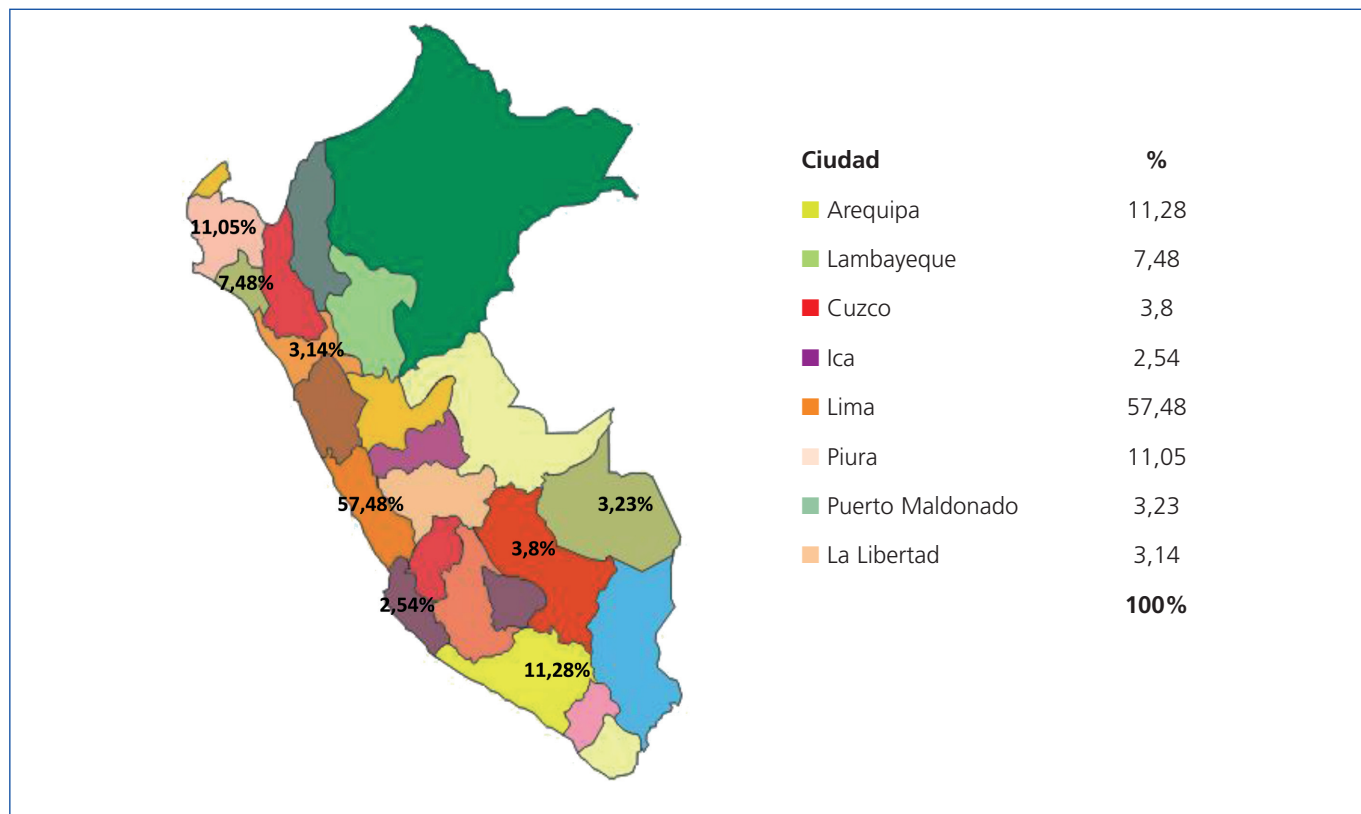 11,05%
7,48%
3,14%
57,48%
3,23%
3,8%
2,54%
11,28%
Ciudad %
Arequipa 11,28
Lambayeque 7,48
Cuzco 3,8
Ica 2,54
Lima 57,48
Piura 11,05
Puerto Maldonado 3,23
La Libertad 3,14
100%